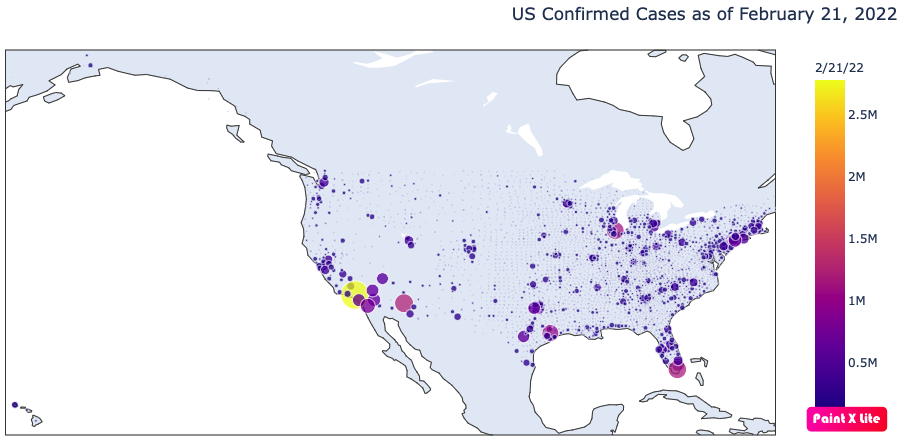 US Confirmed Cases as of February 21, 2022
2/21/22
2.5M
2M
1.5M
1M
0.5M
Paint X Lite